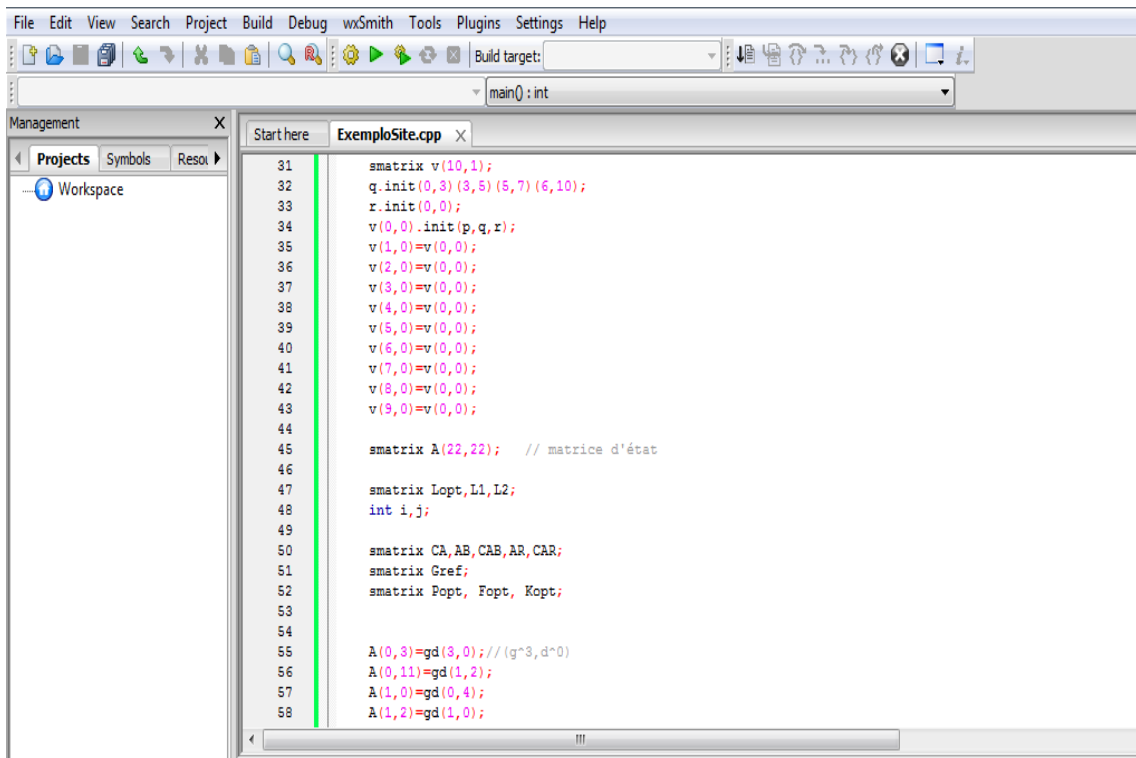 File Edit View Search Project Build Debug wxSmith Tools Plugins Settings Help
Build target:
main() : int
Management X
Start here ExemploSite.cpp X
Projects Symbols
Workspace
31 smatrix v(10,1);
32 q.init(0,3)(3,5)(5,7)(6,10);
33 r.init(0,0);
34 v(0,0).init(p,q,r);
35 v(1,0)=v(0,0);
36 v(2,0)=v(0,0);
37 v(3,0)=v(0,0);
38 v(4,0)=v(0,0);
39 v(5,0)=v(0,0);
40 v(6,0)=v(0,0);
41 v(7,0)=v(0,0);
42 v(8,0)=v(0,0);
43 v(9,0)=v(0,0);
44
45 smatrix A(22,22); // matrice d'état
46
47 smatrix Lopt,L1,L2;
48 int i,j;
49
50 smatrix CA,AB,CAB,AR,CAR;
51 smatrix Gref;
52 smatrix Popt, Fopt, Kopt;
53
54
55 A(0,3)=gd(3,0);//(g^3,d^0)
56 A(0,11)=gd(1,2);
57 A(1,0)=gd(0,4);
58 A(1,2)=gd(1,0);